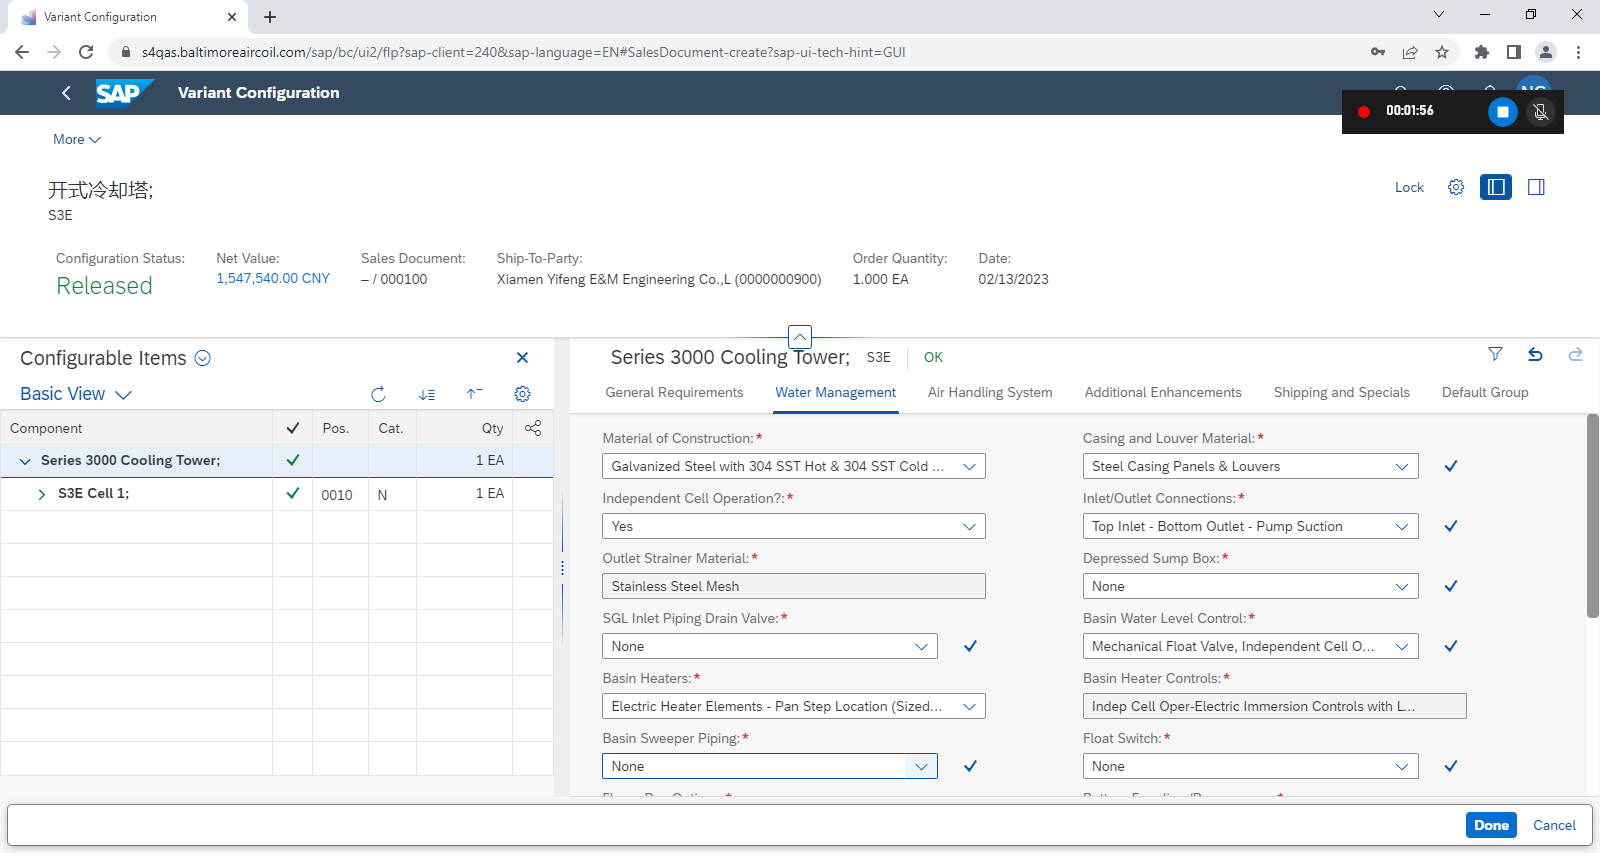 Variant Configuration
s4qas.baltimoreaircoil.com/sap/bc/ui2/flp?sap-client=240&sap-language=EN#SalesDocument-create?sap-ui-tech-hint=GUI
SAP Variant Configuration
00:01:56
More
开式冷却塔;
S3E
Lock
Configuration Status: Net Value: Sales Document: Ship-To-Party: Order Quantity: Date:
Released 1,547,540.00 CNY – / 000100 Xiamen Yifeng E&M Engineering Co.,L (0000000900) 1.000 EA 02/13/2023
Configurable Items
Basic View
Component Pos. Cat. Qty
Series 3000 Cooling Tower; 1 EA
S3E Cell 1; 0010 N 1 EA
Series 3000 Cooling Tower; S3E OK
General Requirements Water Management Air Handling System Additional Enhancements Shipping and Specials Default Group
Material of Construction:* Casing and Louver Material:*
Galvanized Steel with 304 SST Hot & 304 SST Cold ... Steel Casing Panels & Louvers
Independent Cell Operation?:* Inlet/Outlet Connections:*
Yes Top Inlet - Bottom Outlet - Pump Suction
Outlet Strainer Material:* Depressed Sump Box:*
Stainless Steel Mesh None
SGL Inlet Piping Drain Valve:* Basin Water Level Control:*
None Mechanical Float Valve, Independent Cell O...
Basin Heaters:* Basin Heater Controls:*
Electric Heater Elements - Pan Step Location (Sized... Indep Cell Oper-Electric Immersion Controls with L...
Basin Sweeper Piping:* Float Switch:*
None None
Done Cancel